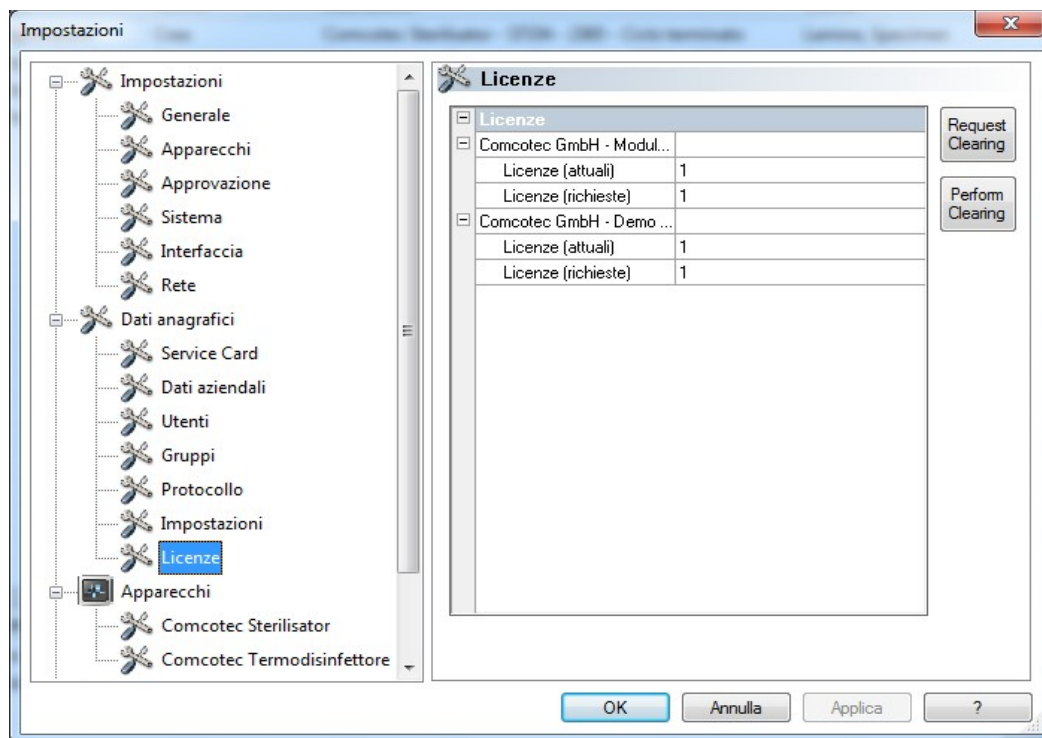 Impostazioni
Impostazioni
Generale
Apparecchi
Approvazione
Sistema
Interfaccia
Rete
Dati anagrafici
Service Card
Dati aziendali
Utenti
Gruppi
Protocollo
Impostazioni
Licenze
Apparecchi
Comcotec Sterilisator
Comcotec Termodisinfettore
Licenze
Licenze
Comcotec GmbH - Modul...
Licenze (attuali) 1
Licenze (richieste) 1
Comcotec GmbH - Demo ...
Licenze (attuali) 1
Licenze (richieste) 1
Request
Clearing
Perform
Clearing
OK Annulla Applica ?